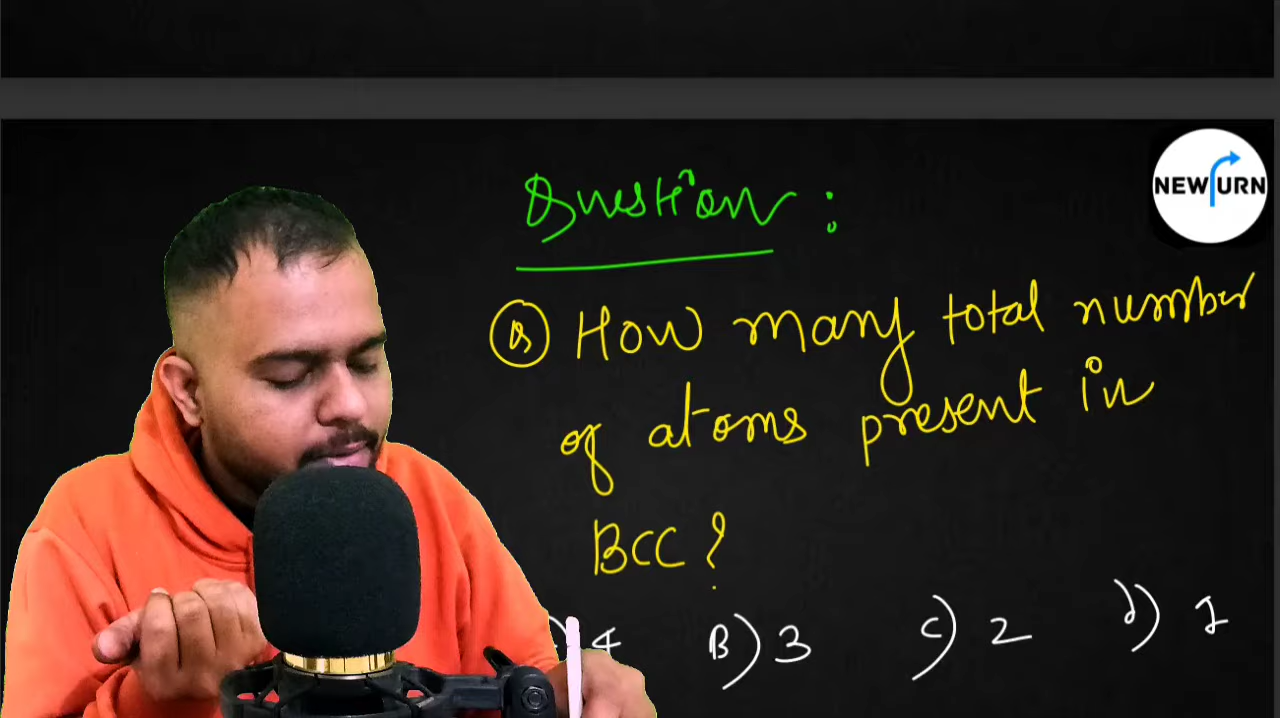 NEWTURN
Question :
Q How many total number
of atoms present in
BCC ?
) 4 B) 3 c) 2 d) 1